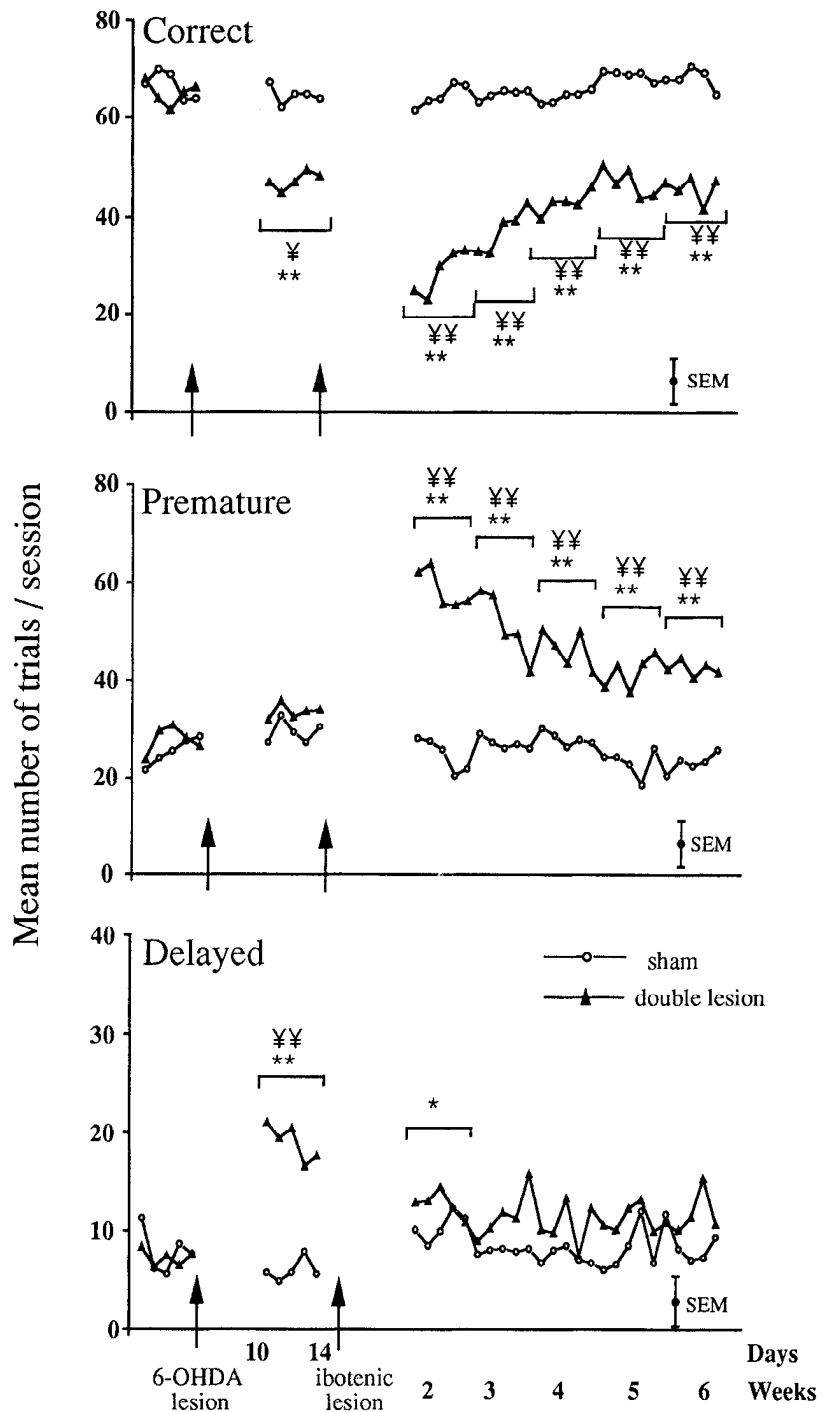 80
Correct
60
40
¥
**
¥¥
**
¥¥
**
¥¥
**
20
¥¥
**
¥¥
**
SEM
0
Mean number of trials / session
80
Premature
¥¥
**
¥¥
**
¥¥
**
¥¥
**
¥¥
**
60
40
20
SEM
0
40
Delayed
sham
double lesion
30
¥¥
**
20
*
10
SEM
0
10 14 Days
6-OHDA
lesion
ibotenic
lesion
2 3 4 5 6 Weeks